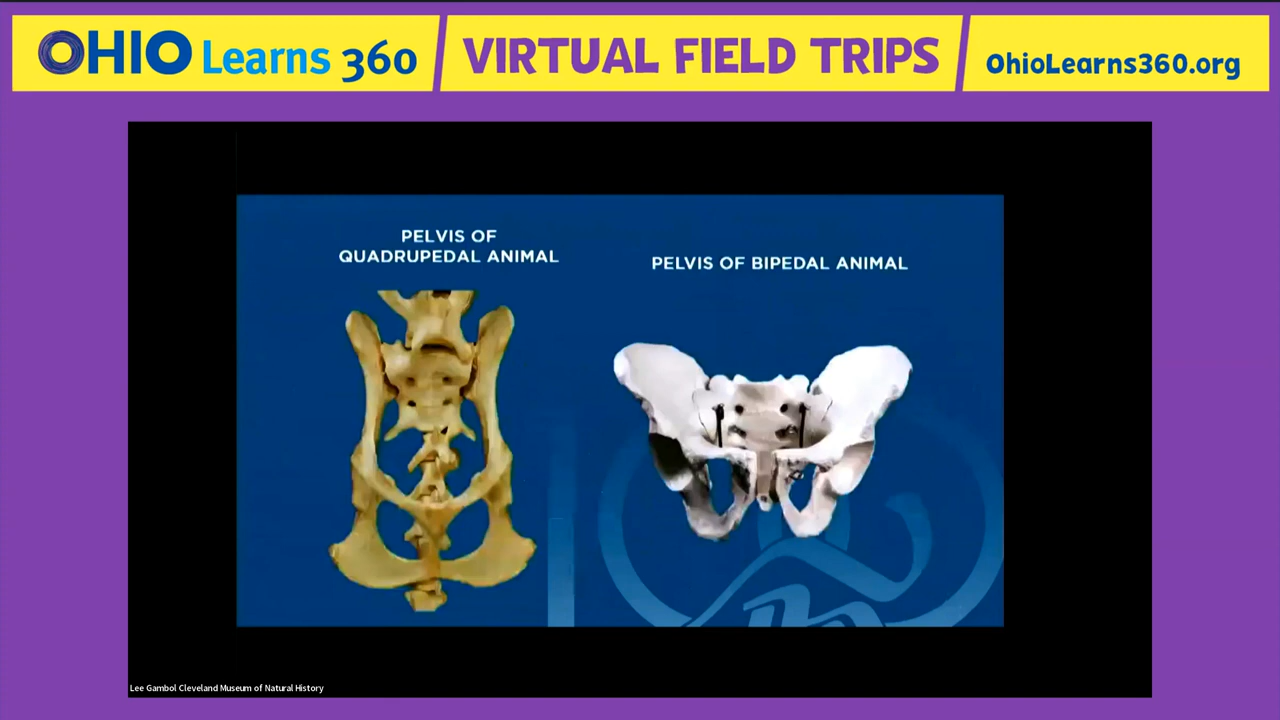 OHIO Learns 360
VIRTUAL FIELD TRIPS
OhioLearns360.org
PELVIS OF
QUADRUPEDAL ANIMAL
PELVIS OF BIPEDAL ANIMAL
Lee Gambol Cleveland Museum of Natural History